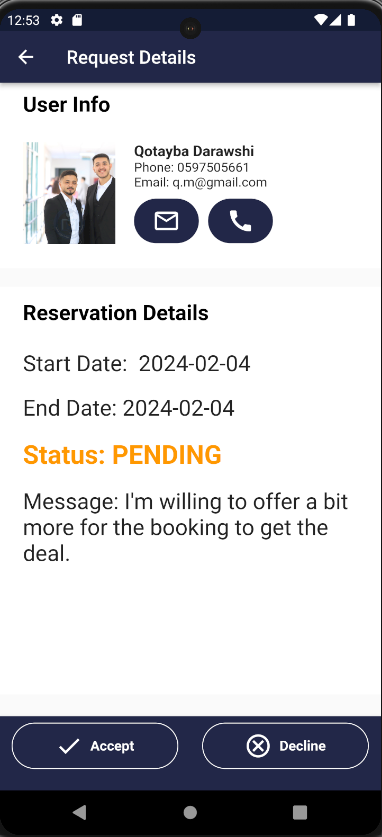 12:53
Request Details
User Info
Qotayba Darawshi
Phone: 0597505661
Email: q.m@gmail.com
Reservation Details
Start Date:  2024-02-04
End Date: 2024-02-04
Status: PENDING
Message: I'm willing to offer a bit
more for the booking to get the
deal.
Accept
Decline